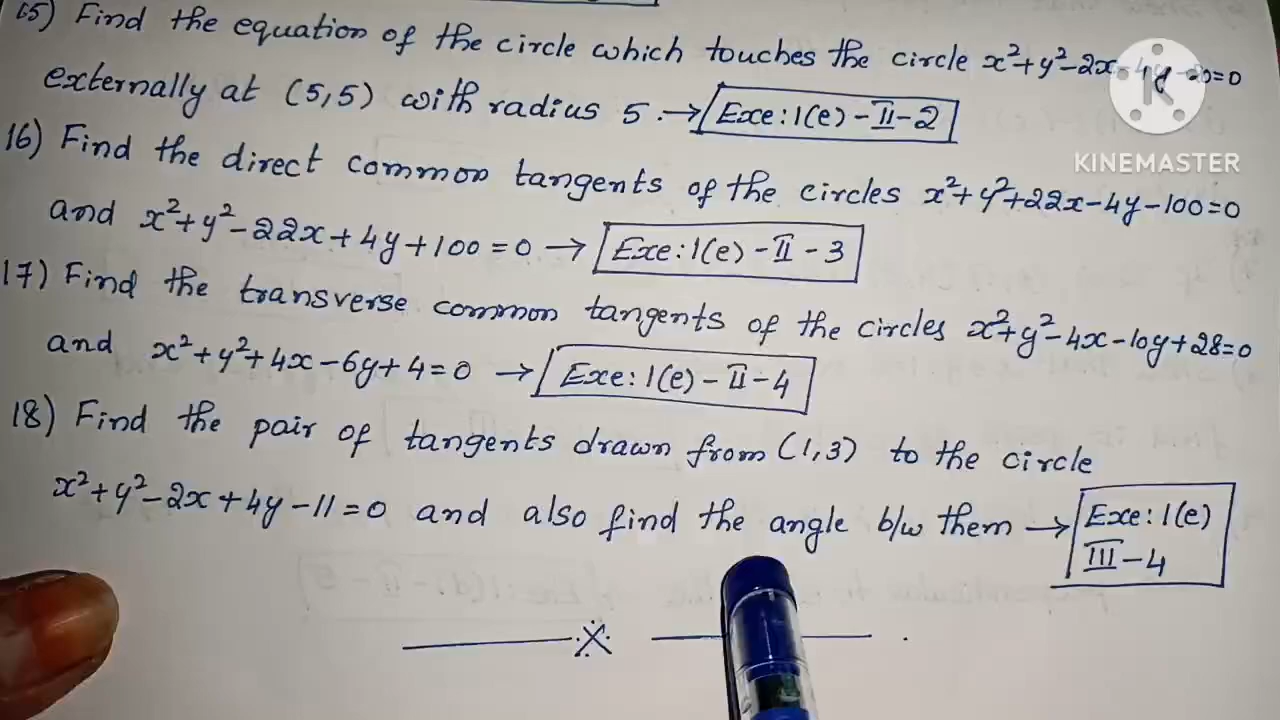 15) Find the equation of the circle which touches the circle x²+y²-2x-4y-20=0
externally at (5,5) with radius 5. → Exe: 1(e) - II - 2
16) Find the direct common tangents of the circles x²+y²+22x-4y-100=0
and x²+y²-22x+4y+100=0 → Exe: 1(e) - II - 3
17) Find the transverse common tangents of the circles x²+y²-4x-10y+28=0
and x²+y²+4x-6y+4=0 → Exe: 1(e) - II - 4
18) Find the pair of tangents drawn from (1,3) to the circle
x²+y²-2x+4y-11=0 and also find the angle b/w them → Exe: 1(e)
III - 4
K
KINEMASTER